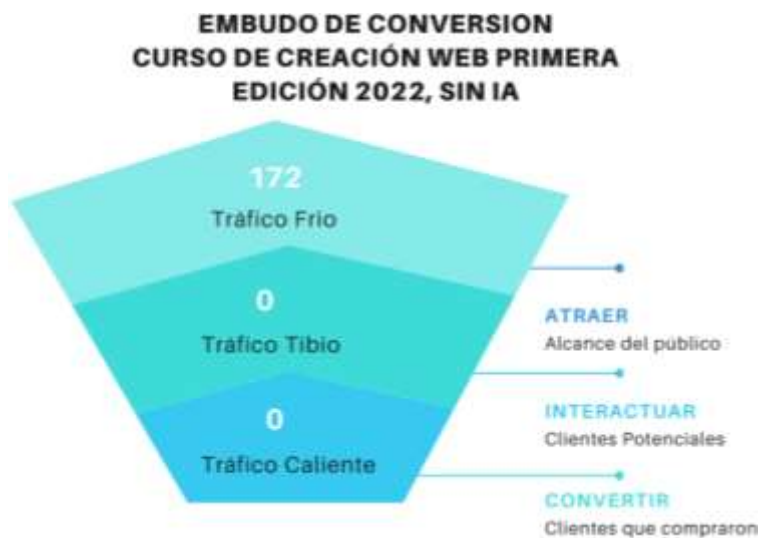 EMBUDO DE CONVERSION
CURSO DE CREACIÓN WEB PRIMERA
EDICIÓN 2022, SIN IA
172
Tráfico Frio
0
Tráfico Tibio
0
Tráfico Caliente
ATRAER
Alcance del público
INTERACTUAR
Clientes Potenciales
CONVERTIR
Clientes que compraron